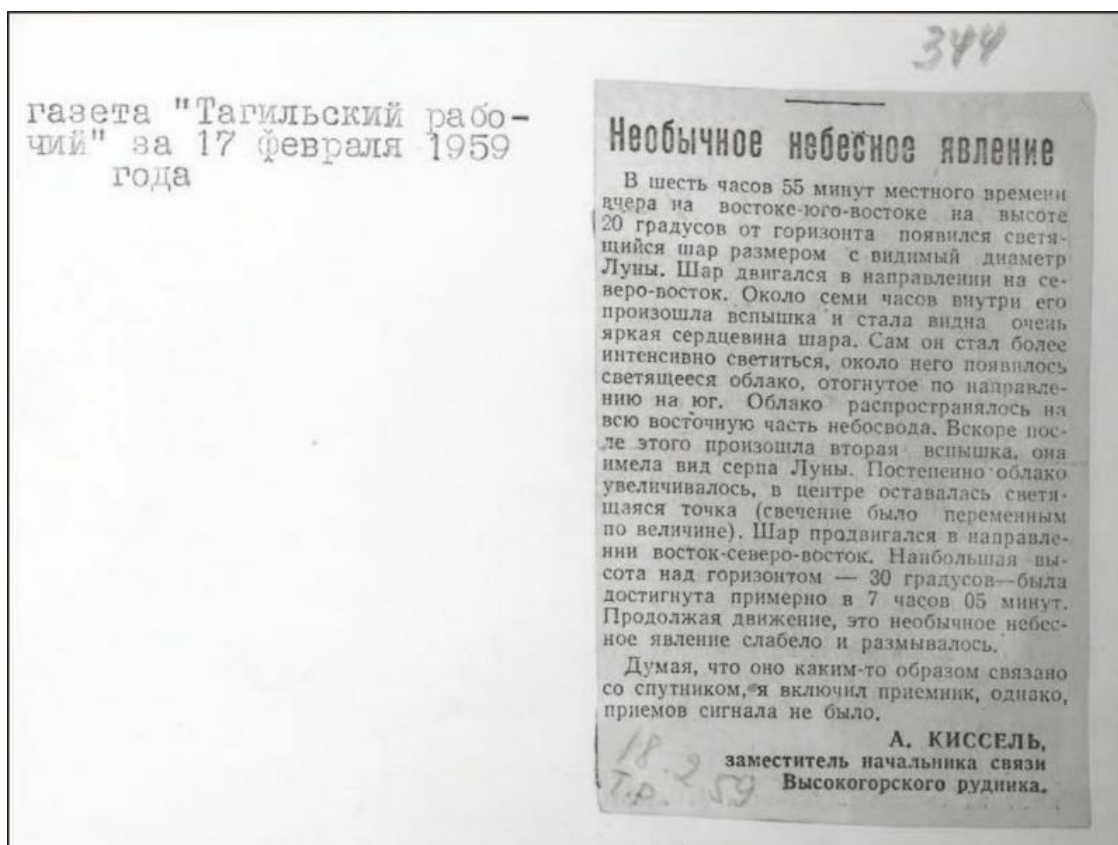 344
газета "Тагильский рабо-
чий" за 17 февраля 1959
года
Необычное небесное явление
В шесть часов 55 минут местного времени
вчера на востоке-юго-востоке на высоте
20 градусов от горизонта появился светя-
щийся шар размером с видимый диаметр
Луны. Шар двигался в направлении на се-
веро-восток. Около семи часов внутри его
произошла вспышка и стала видна очень
яркая сердцевина шара. Сам он стал более
интенсивно светиться, около него появилось
светящееся облако, отогнутое по направле-
нию на юг. Облако распространялось на
всю восточную часть небосвода. Вскоре пос-
ле этого произошла вторая вспышка, она
имела вид серпа Луны. Постепенно облако
увеличивалось, в центре оставалась светя-
щаяся точка (свечение было переменным
по величине). Шар продвигался в направле-
нии восток-северо-восток. Наибольшая вы-
сота над горизонтом — 30 градусов—была
достигнута примерно в 7 часов 05 минут.
Продолжая движение, это необычное небес-
ное явление слабело и размывалось.
Думая, что оно каким-то образом связано
со спутником, я включил приемник, однако,
приемов сигнала не было.
А. КИССЕЛЬ,
заместитель начальника связи
Высокогорского рудника.
18.2.59
Т.р.